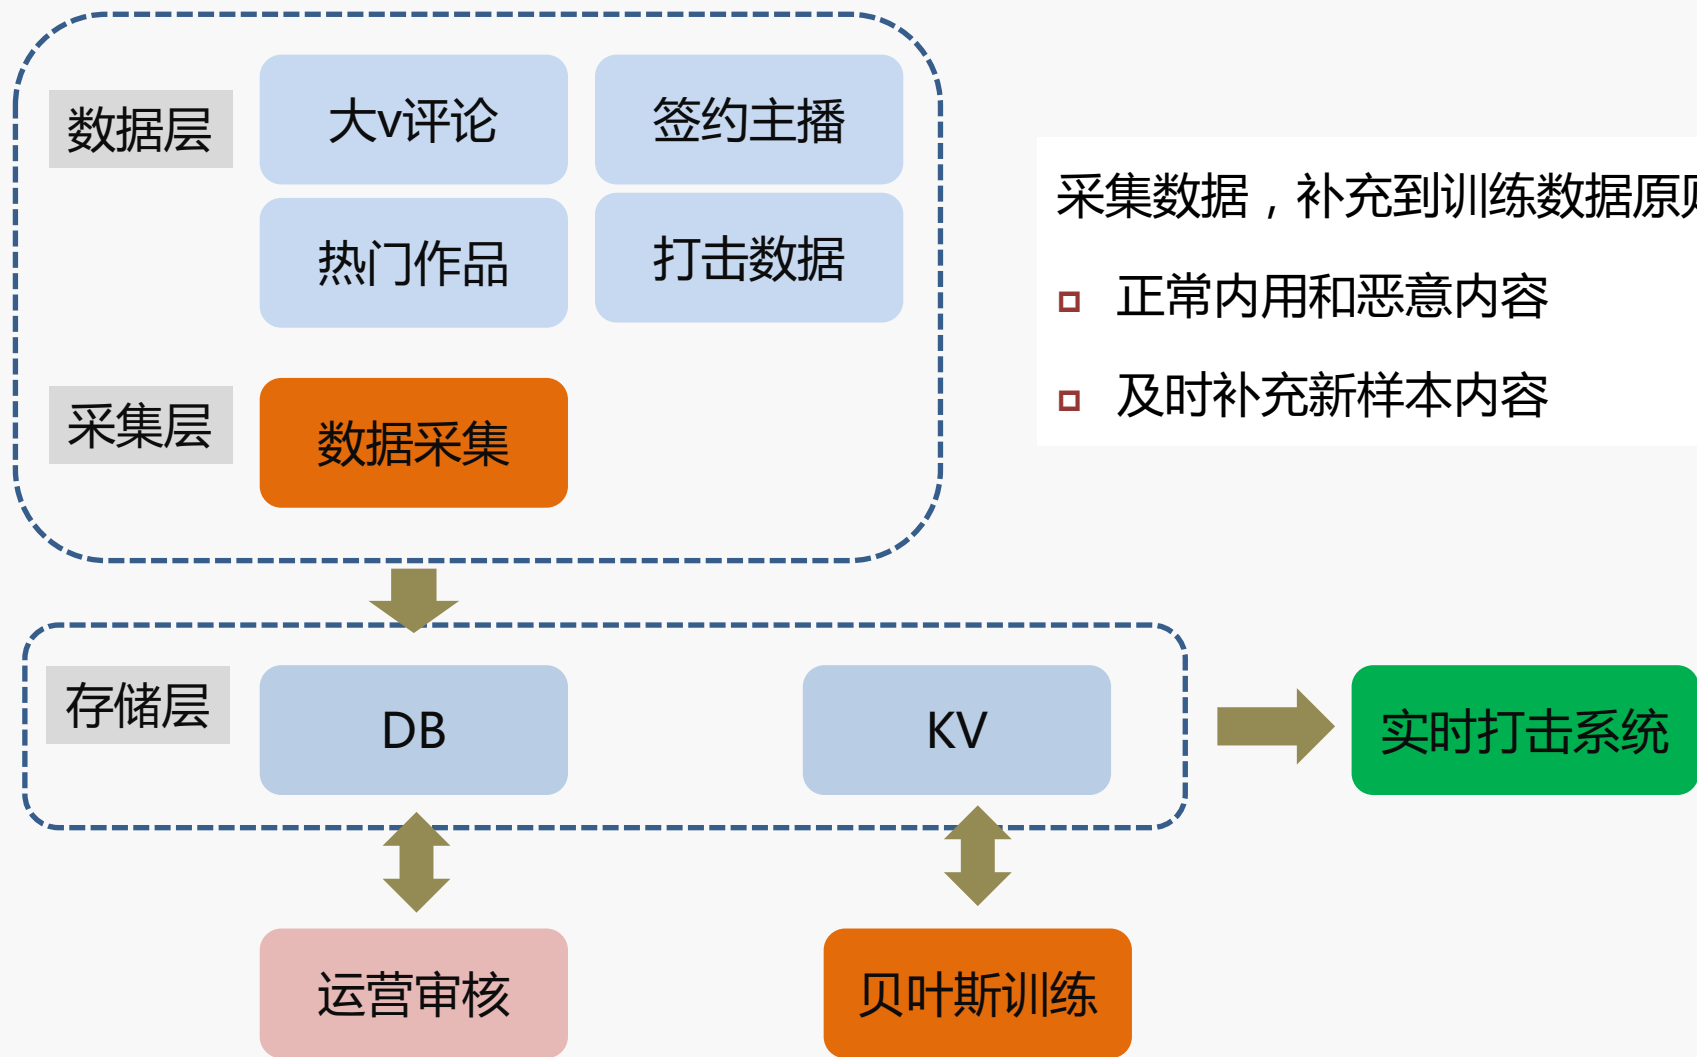 数据层
大v评论
签约主播
热门作品
打击数据
采集层
数据采集
采集数据，补充到训练数据原则
正常内用和恶意内容
及时补充新样本内容
存储层
DB
KV
实时打击系统
运营审核
贝叶斯训练